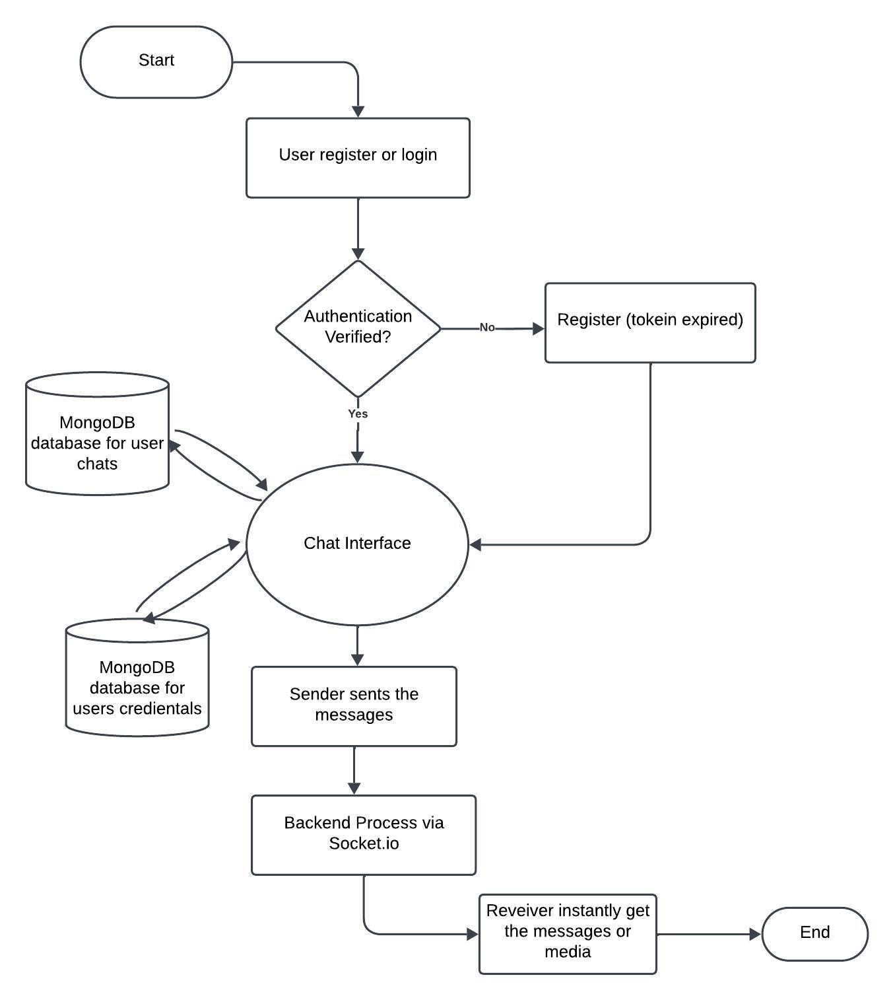 Start
User register or login
Authentication
Verified?
No
Register (tokein expired)
Yes
MongoDB
database for user
chats
Chat Interface
MongoDB
database for
users credientals
Sender sents the
messages
Backend Process via
Socket.io
Reveiver instantly get
the messages or
media
End